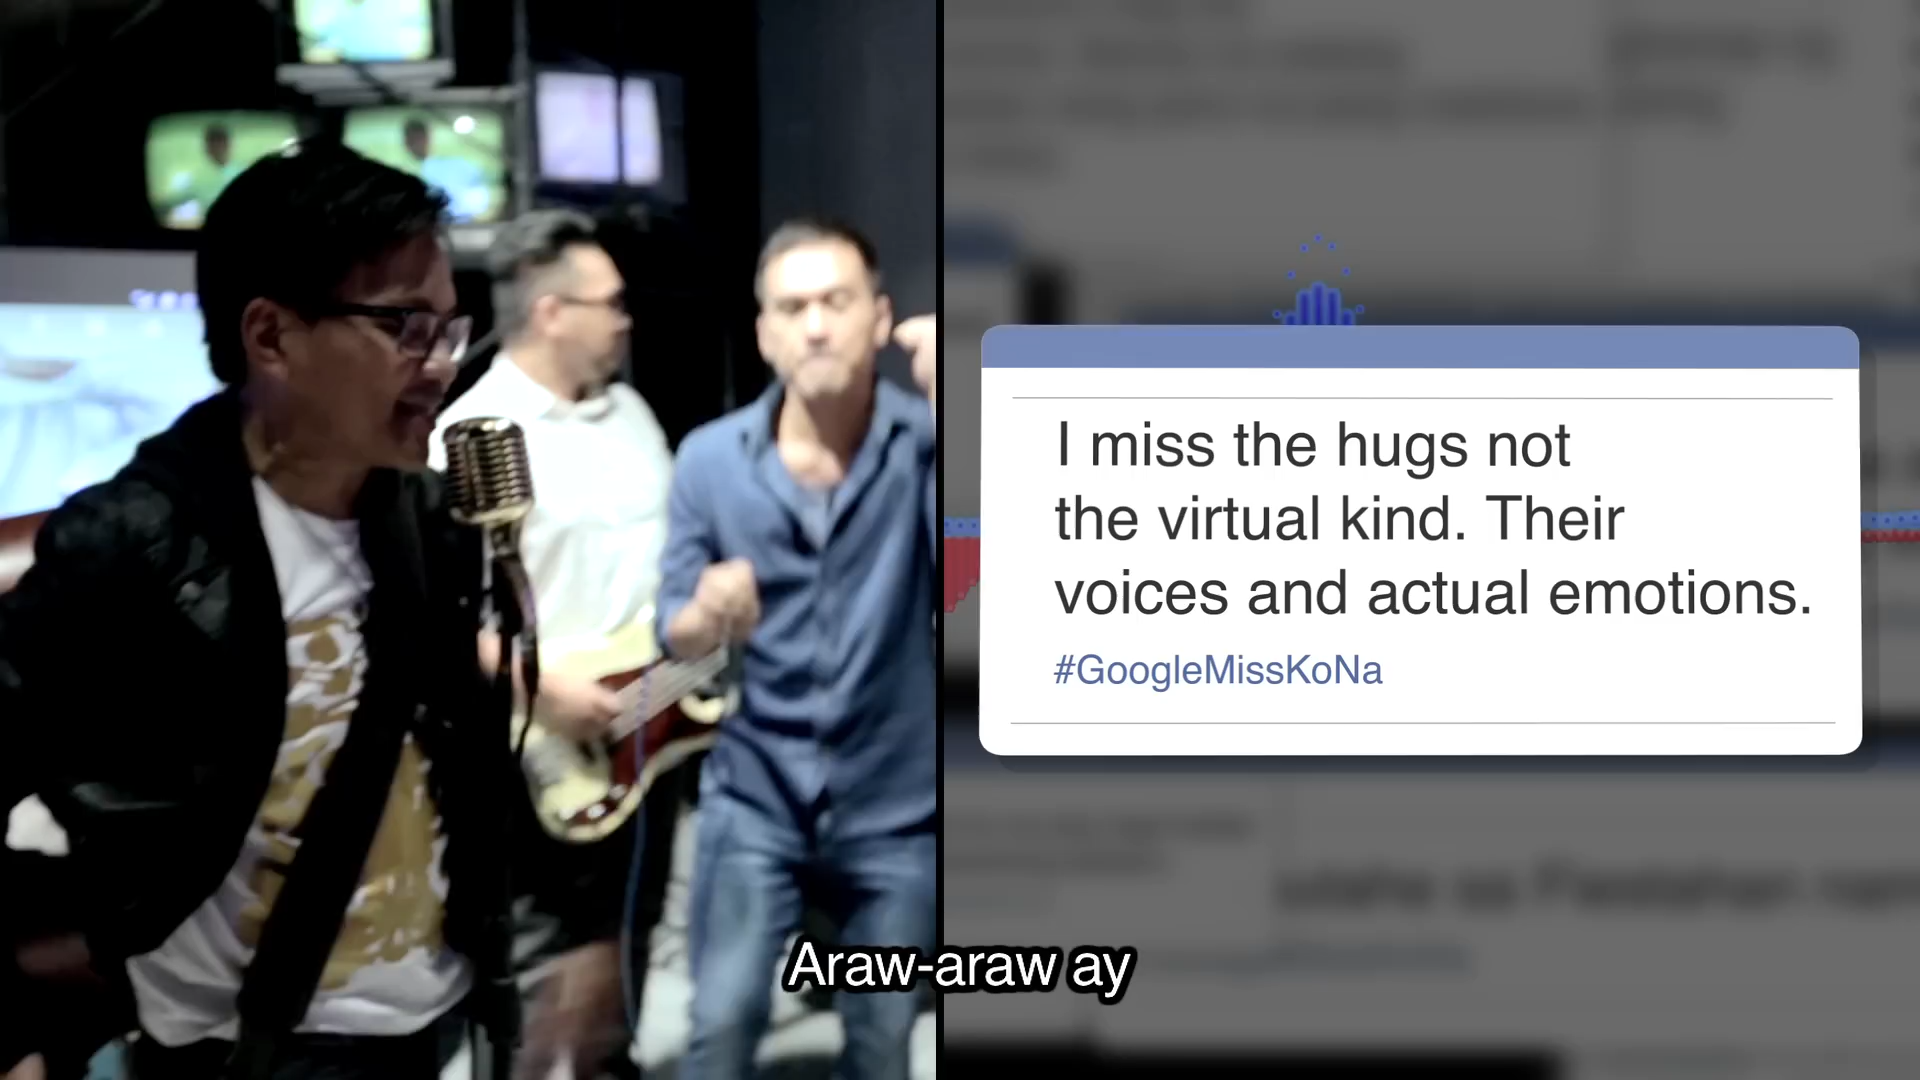 I miss the hugs not
the virtual kind. Their
voices and actual emotions.
#GoogleMissKoNa
Araw-araw ay